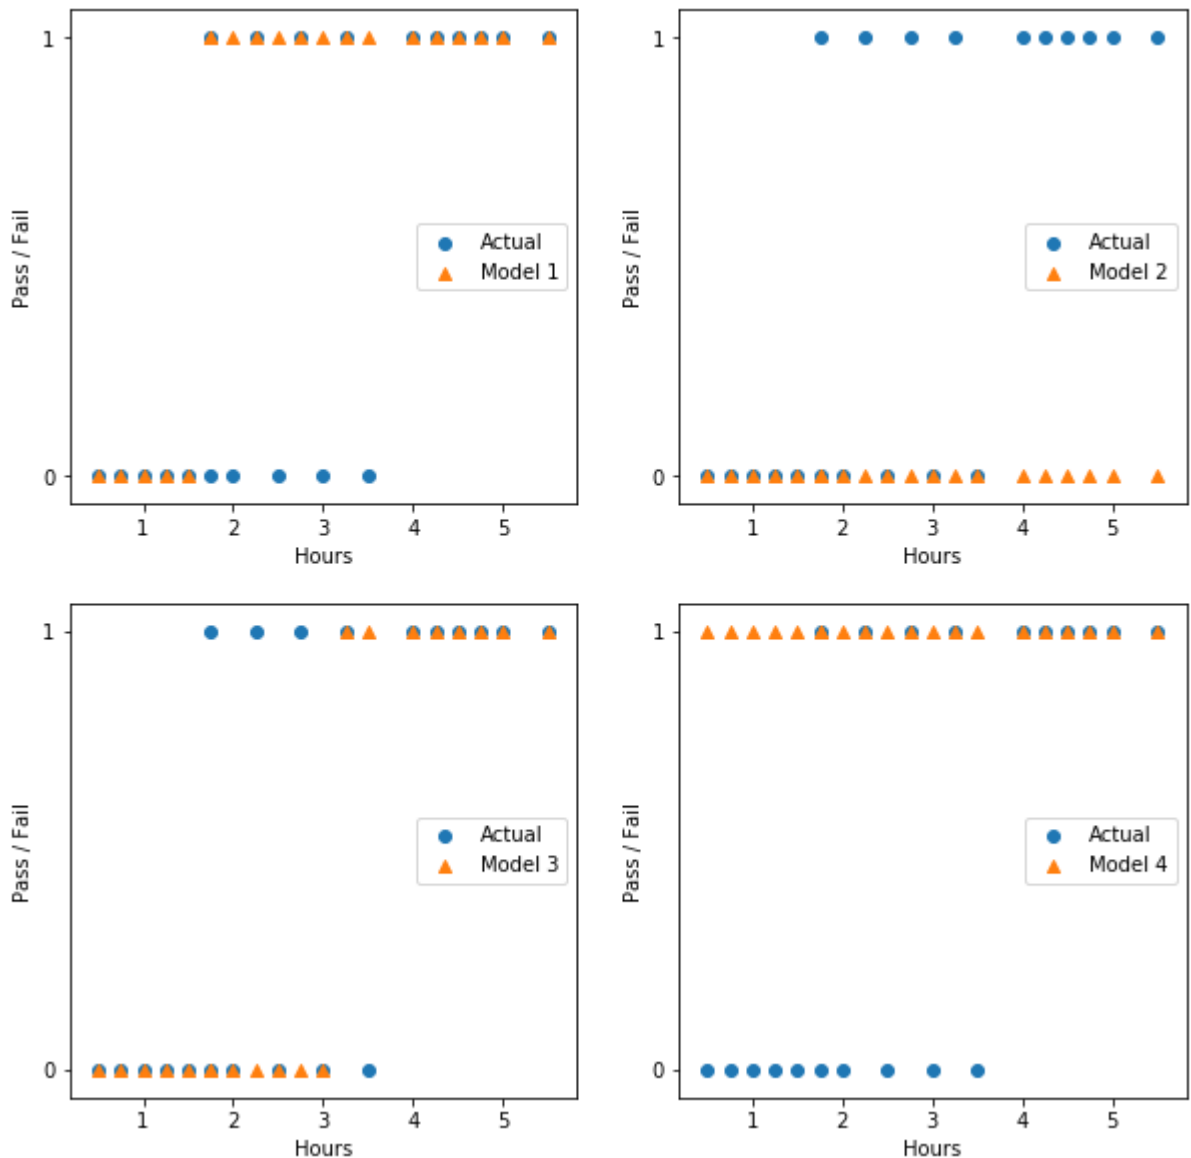 1
0
Pass / Fail
Actual
Model 1
1 2 3 4 5
Hours
1
0
Pass / Fail
Actual
Model 2
1 2 3 4 5
Hours
1
0
Pass / Fail
Actual
Model 3
1 2 3 4 5
Hours
1
0
Pass / Fail
Actual
Model 4
1 2 3 4 5
Hours